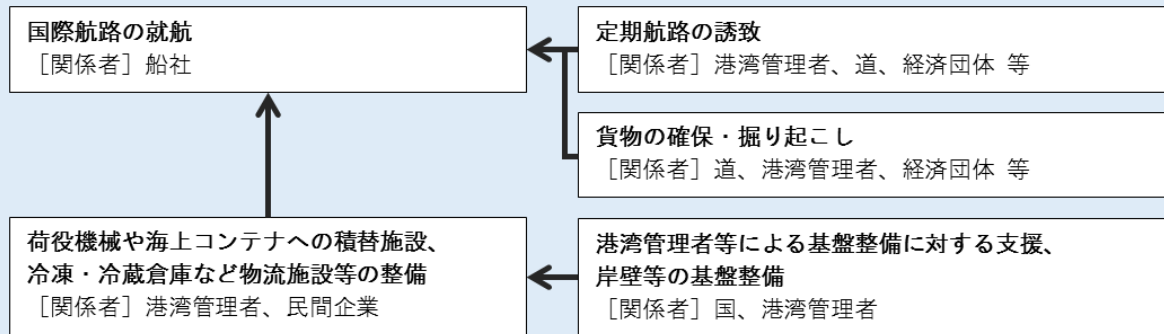 国際航路の就航
［関係者］船社
定期航路の誘致
［関係者］港湾管理者、道、経済団体 等
貨物の確保・掘り起こし
［関係者］道、港湾管理者、経済団体 等
荷役機械や海上コンテナへの積替施設、
冷凍・冷蔵倉庫など物流施設等の整備
［関係者］港湾管理者、民間企業
港湾管理者等による基盤整備に対する支援、
岸壁等の基盤整備
［関係者］国、港湾管理者